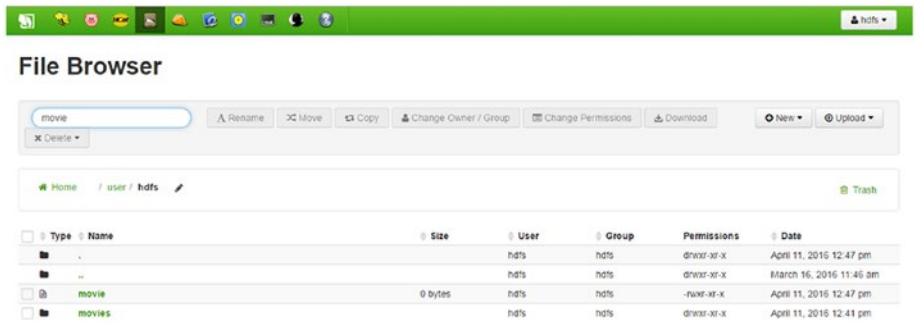 hdfs
File Browser
movie
Rename
Move
Copy
Change Owner / Group
Change Permissions
Download
New
Upload
Delete
Home / user / hdfs
Trash
Type Name Size User Group Permissions Date
. hdfs hdfs drwxr-xr-x April 11, 2016 12:47 pm
.. hdfs hdfs drwxr-xr-x March 16, 2016 11:46 am
movie 0 bytes hdfs hdfs -rwxr-xr-x April 11, 2016 12:47 pm
movies hdfs hdfs drwxr-xr-x April 11, 2016 12:41 pm